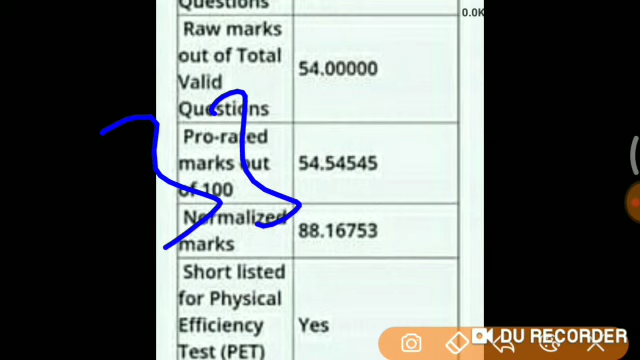 Questions
0.0K
Raw marks
out of Total
Valid
Questions
54.00000
Pro-rated
marks out
of 100
54.54545
Normalized
marks
88.16753
Short listed
for Physical
Efficiency
Test (PET)
Yes
DU RECORDER